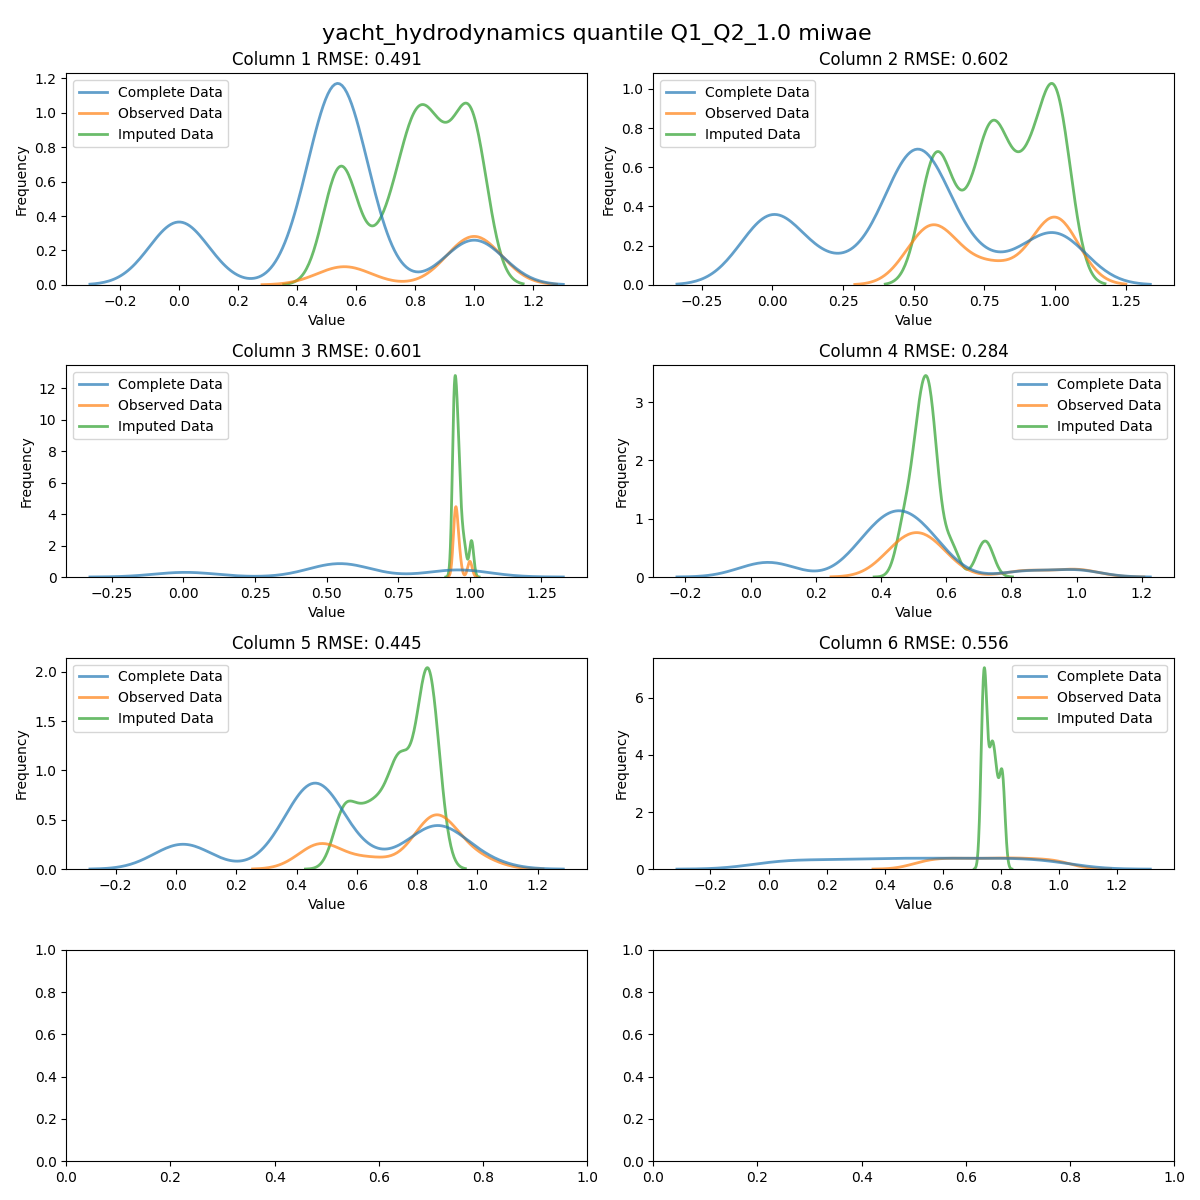 yacht_hydrodynamics quantile Q1_Q2_1.0 miwae
Column 1 RMSE: 0.491
Complete Data
Observed Data
Imputed Data
Frequency
0.0
0.2
0.4
0.6
0.8
1.0
1.2
−0.2 0.0 0.2 0.4 0.6 0.8 1.0 1.2
Value
Column 2 RMSE: 0.602
Complete Data
Observed Data
Imputed Data
Frequency
0.0
0.2
0.4
0.6
0.8
1.0
−0.25 0.00 0.25 0.50 0.75 1.00 1.25
Value
Column 3 RMSE: 0.601
Complete Data
Observed Data
Imputed Data
Frequency
0
2
4
6
8
10
12
−0.25 0.00 0.25 0.50 0.75 1.00 1.25
Value
Column 4 RMSE: 0.284
Complete Data
Observed Data
Imputed Data
Frequency
0
1
2
3
−0.2 0.0 0.2 0.4 0.6 0.8 1.0 1.2
Value
Column 5 RMSE: 0.445
Complete Data
Observed Data
Imputed Data
Frequency
0.0
0.5
1.0
1.5
2.0
−0.2 0.0 0.2 0.4 0.6 0.8 1.0 1.2
Value
Column 6 RMSE: 0.556
Complete Data
Observed Data
Imputed Data
Frequency
0
2
4
6
−0.2 0.0 0.2 0.4 0.6 0.8 1.0 1.2
Value
0.0
0.2
0.4
0.6
0.8
1.0
0.0 0.2 0.4 0.6 0.8 1.0
0.0
0.2
0.4
0.6
0.8
1.0
0.0 0.2 0.4 0.6 0.8 1.0